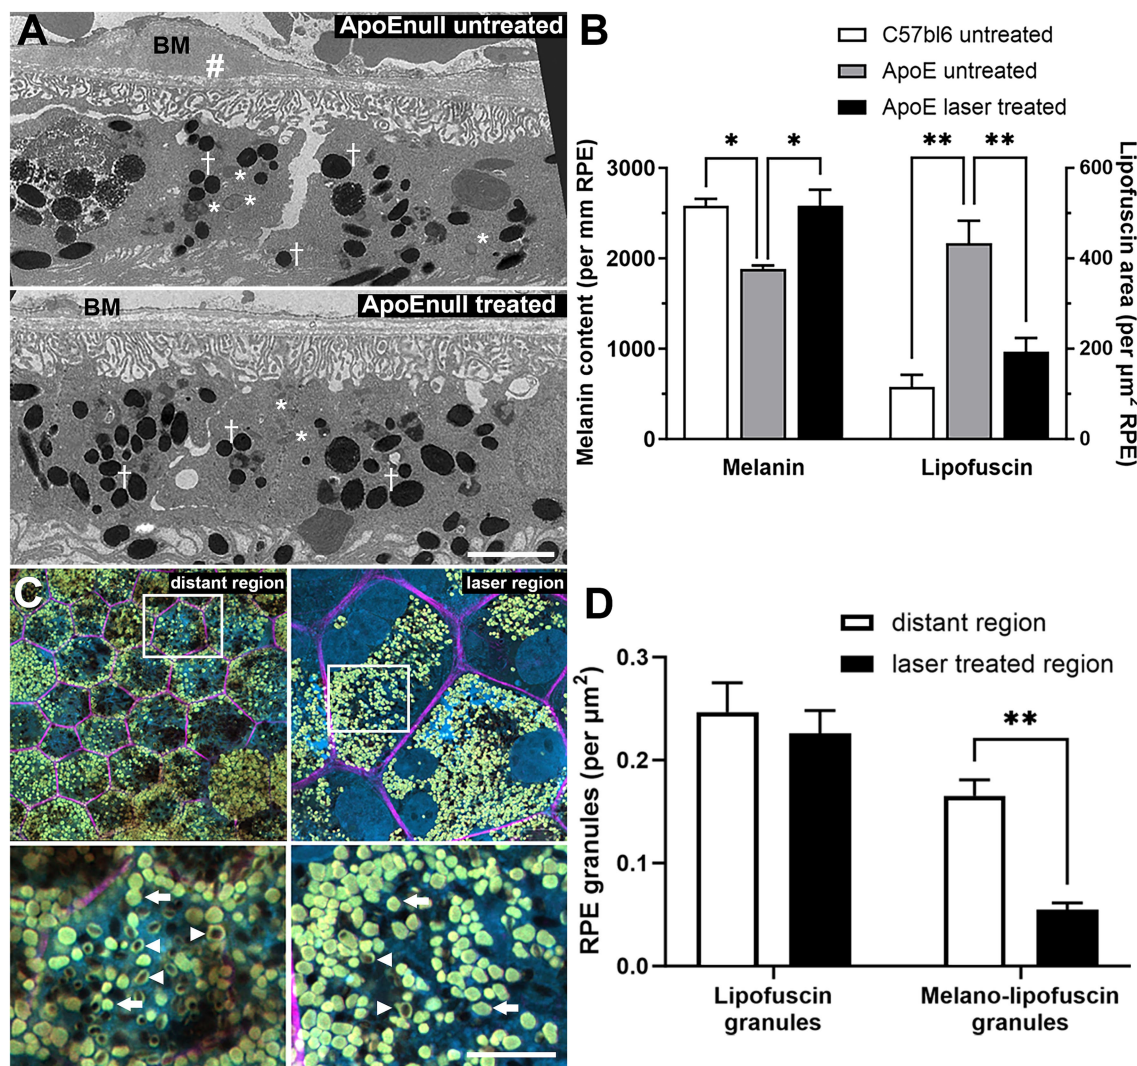 A
ApoEnull untreated
BM
#
†
†
*
*
*
*
†
BM
ApoEnull treated
*
*
†
†
†
B
C57bl6 untreated
ApoE untreated
ApoE laser treated
Melanin content (per mm RPE)
3000
2000
1000
0
*
*
**
**
600
400
200
0
Lipofuscin area (per µm² RPE)
Melanin
Lipofuscin
C
distant region
laser region
D
distant region
laser treated region
RPE granules (per µm²)
0.3
0.2
0.1
0.0
**
Lipofuscin
granules
Melano-lipofuscin
granules